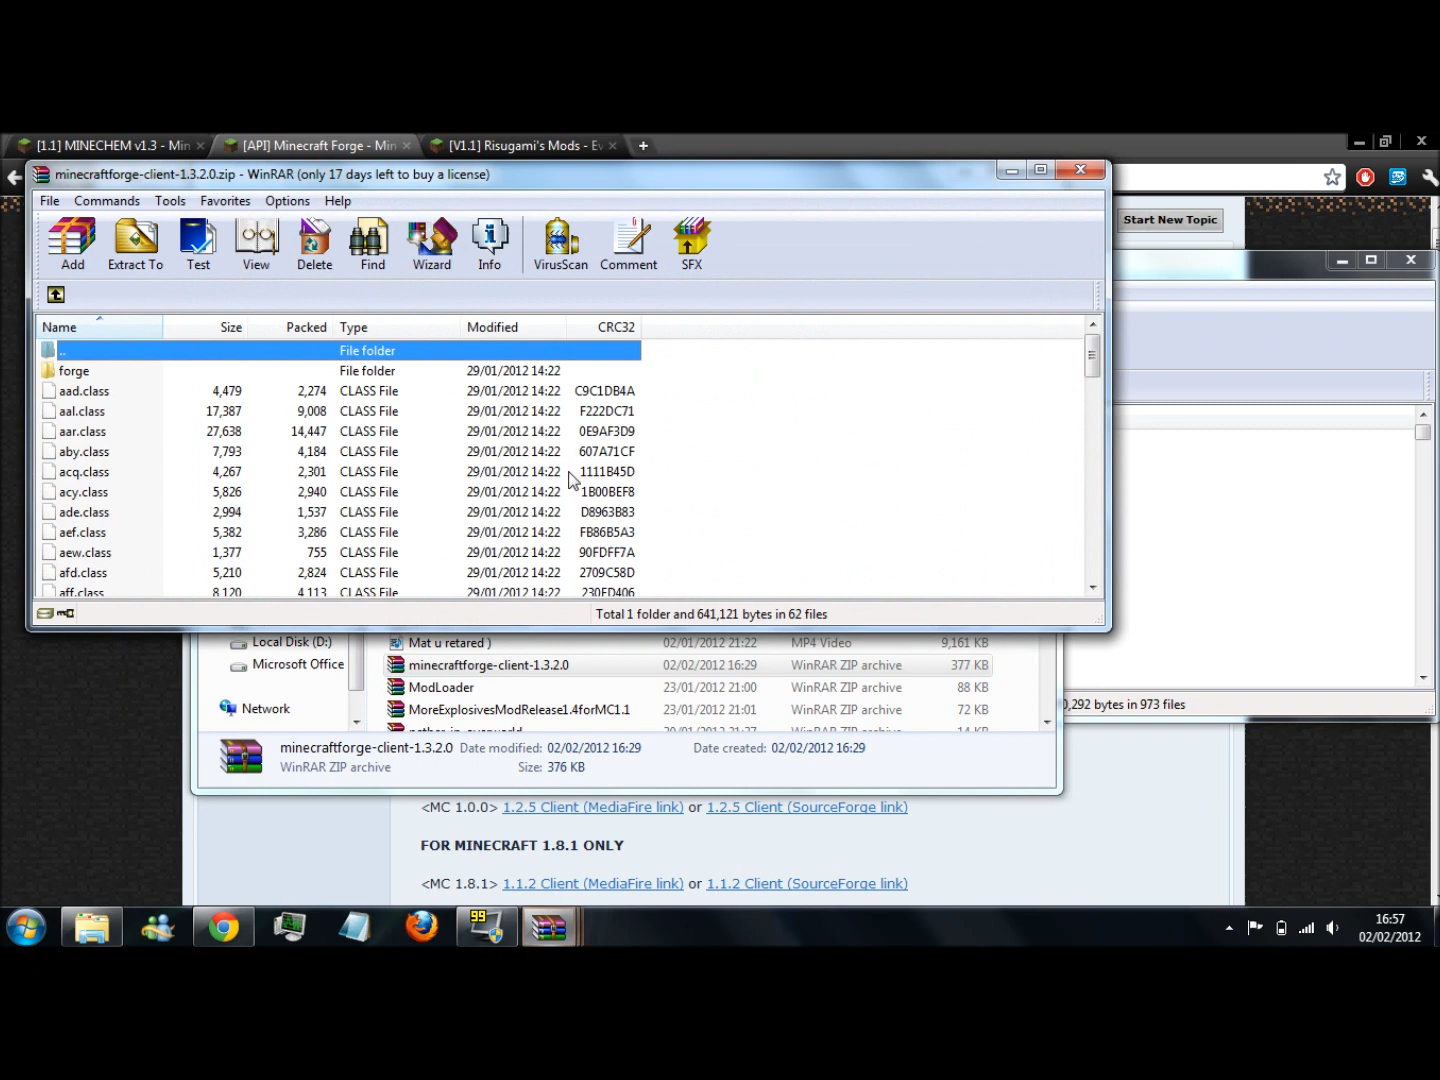 [1.1] MINECHEM v1.3 - Min
[API] Minecraft Forge - Min
[V1.1] Risugami's Mods - Ev
minecraftforge-client-1.3.2.0.zip - WinRAR (only 17 days left to buy a license)
File Commands Tools Favorites Options Help
Start New Topic
Add Extract To Test View Delete Find Wizard Info VirusScan Comment SFX
Name Size Packed Type Modified CRC32
.. File folder
forge File folder 29/01/2012 14:22
aad.class 4,479 2,274 CLASS File 29/01/2012 14:22 C9C1DB4A
aal.class 17,387 9,008 CLASS File 29/01/2012 14:22 F222DC71
aar.class 27,638 14,447 CLASS File 29/01/2012 14:22 0E9AF3D9
aby.class 7,793 4,184 CLASS File 29/01/2012 14:22 607A71CF
acq.class 4,267 2,301 CLASS File 29/01/2012 14:22 1111B45D
acy.class 5,826 2,940 CLASS File 29/01/2012 14:22 1B00BEF8
ade.class 2,994 1,537 CLASS File 29/01/2012 14:22 D8963B83
aef.class 5,382 3,286 CLASS File 29/01/2012 14:22 FB86B5A3
aew.class 1,377 755 CLASS File 29/01/2012 14:22 90FDFF7A
afd.class 5,210 2,824 CLASS File 29/01/2012 14:22 2709C58D
aff.class 8,120 4,113 CLASS File 29/01/2012 14:22 230FD406
Total 1 folder and 641,121 bytes in 62 files
Local Disk (D:)
Microsoft Office
Network
Mat u retared ) 02/01/2012 21:22 MP4 Video 9,161 KB
minecraftforge-client-1.3.2.0 02/02/2012 16:29 WinRAR ZIP archive 377 KB
ModLoader 23/01/2012 21:00 WinRAR ZIP archive 88 KB
MoreExplosivesModRelease1.4forMC1.1 23/01/2012 21:01 WinRAR ZIP archive 72 KB
,292 bytes in 973 files
minecraftforge-client-1.3.2.0 Date modified: 02/02/2012 16:29 Date created: 02/02/2012 16:29
WinRAR ZIP archive Size: 376 KB
<MC 1.0.0> 1.2.5 Client (MediaFire link) or 1.2.5 Client (SourceForge link)
FOR MINECRAFT 1.8.1 ONLY
<MC 1.8.1> 1.1.2 Client (MediaFire link) or 1.1.2 Client (SourceForge link)
99
16:57
02/02/2012